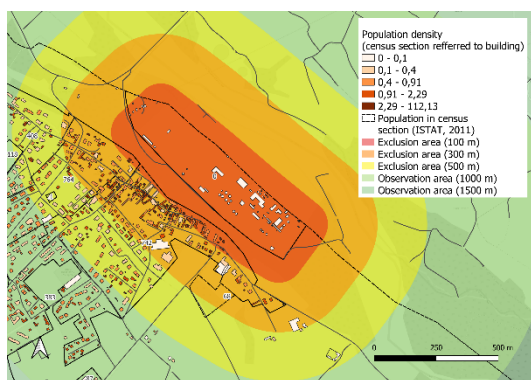 Population density
(census section refferred to building)
0 - 0,1
0,1 - 0,4
0,4 - 0,91
0,91 - 2,29
2,29 - 112,13
Population in census
section (ISTAT, 2011)
Exclusion area (100 m)
Exclusion area (300 m)
Exclusion area (500 m)
Observation area (1000 m)
Observation area (1500 m)
764
383
0
250
500 m